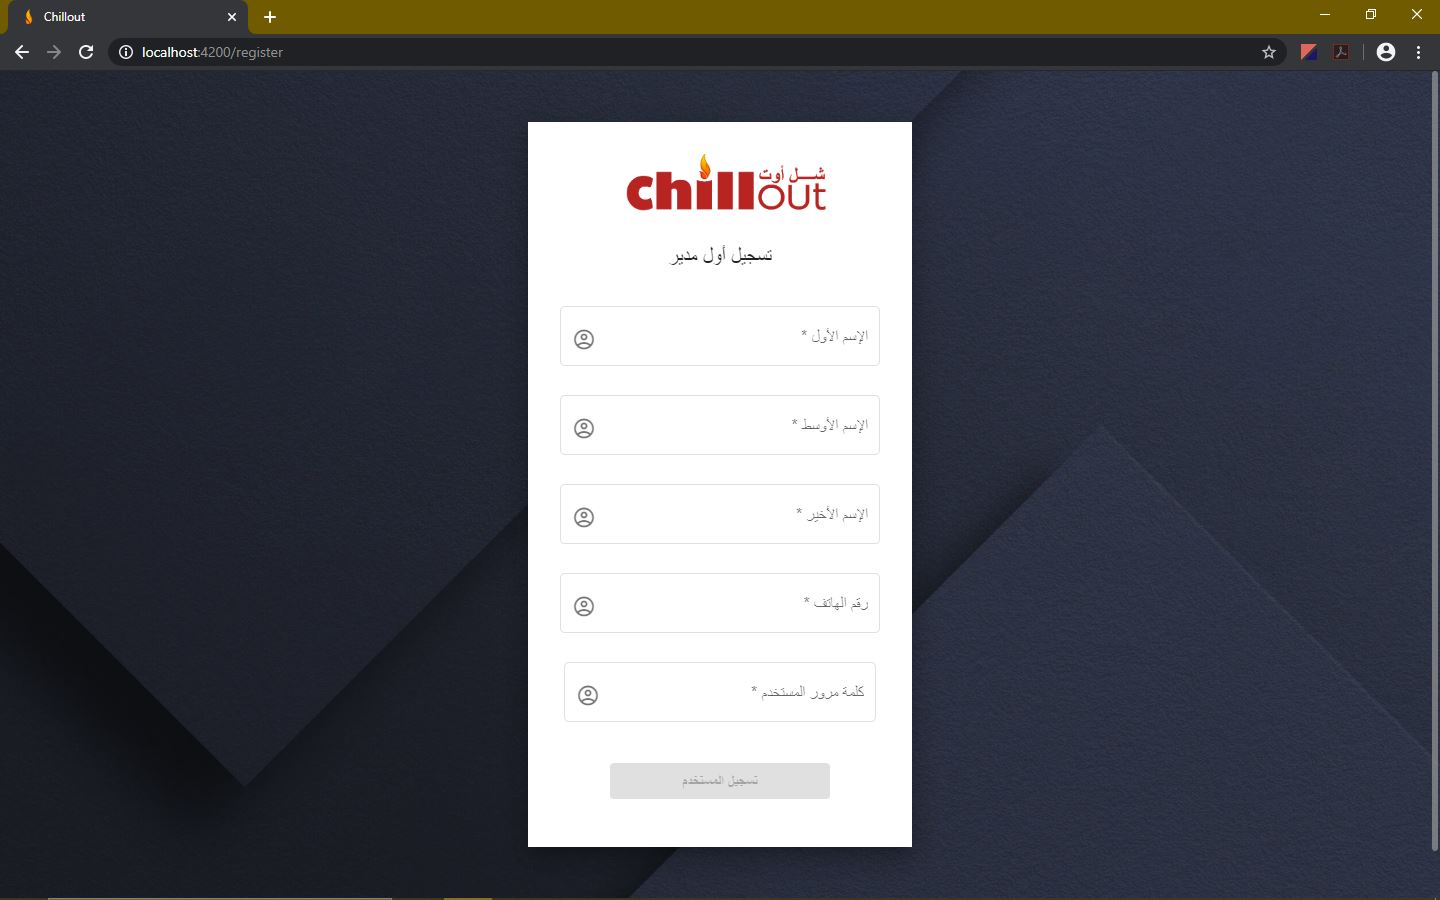 Chillout
localhost:4200/register
chillout شـل أوت
تسجيل أول مدير
الإسم الأول *
الإسم الأوسط *
الإسم الأخير *
رقم الهاتف *
كلمة مرور المستخدم *
تسجيل المستخدم